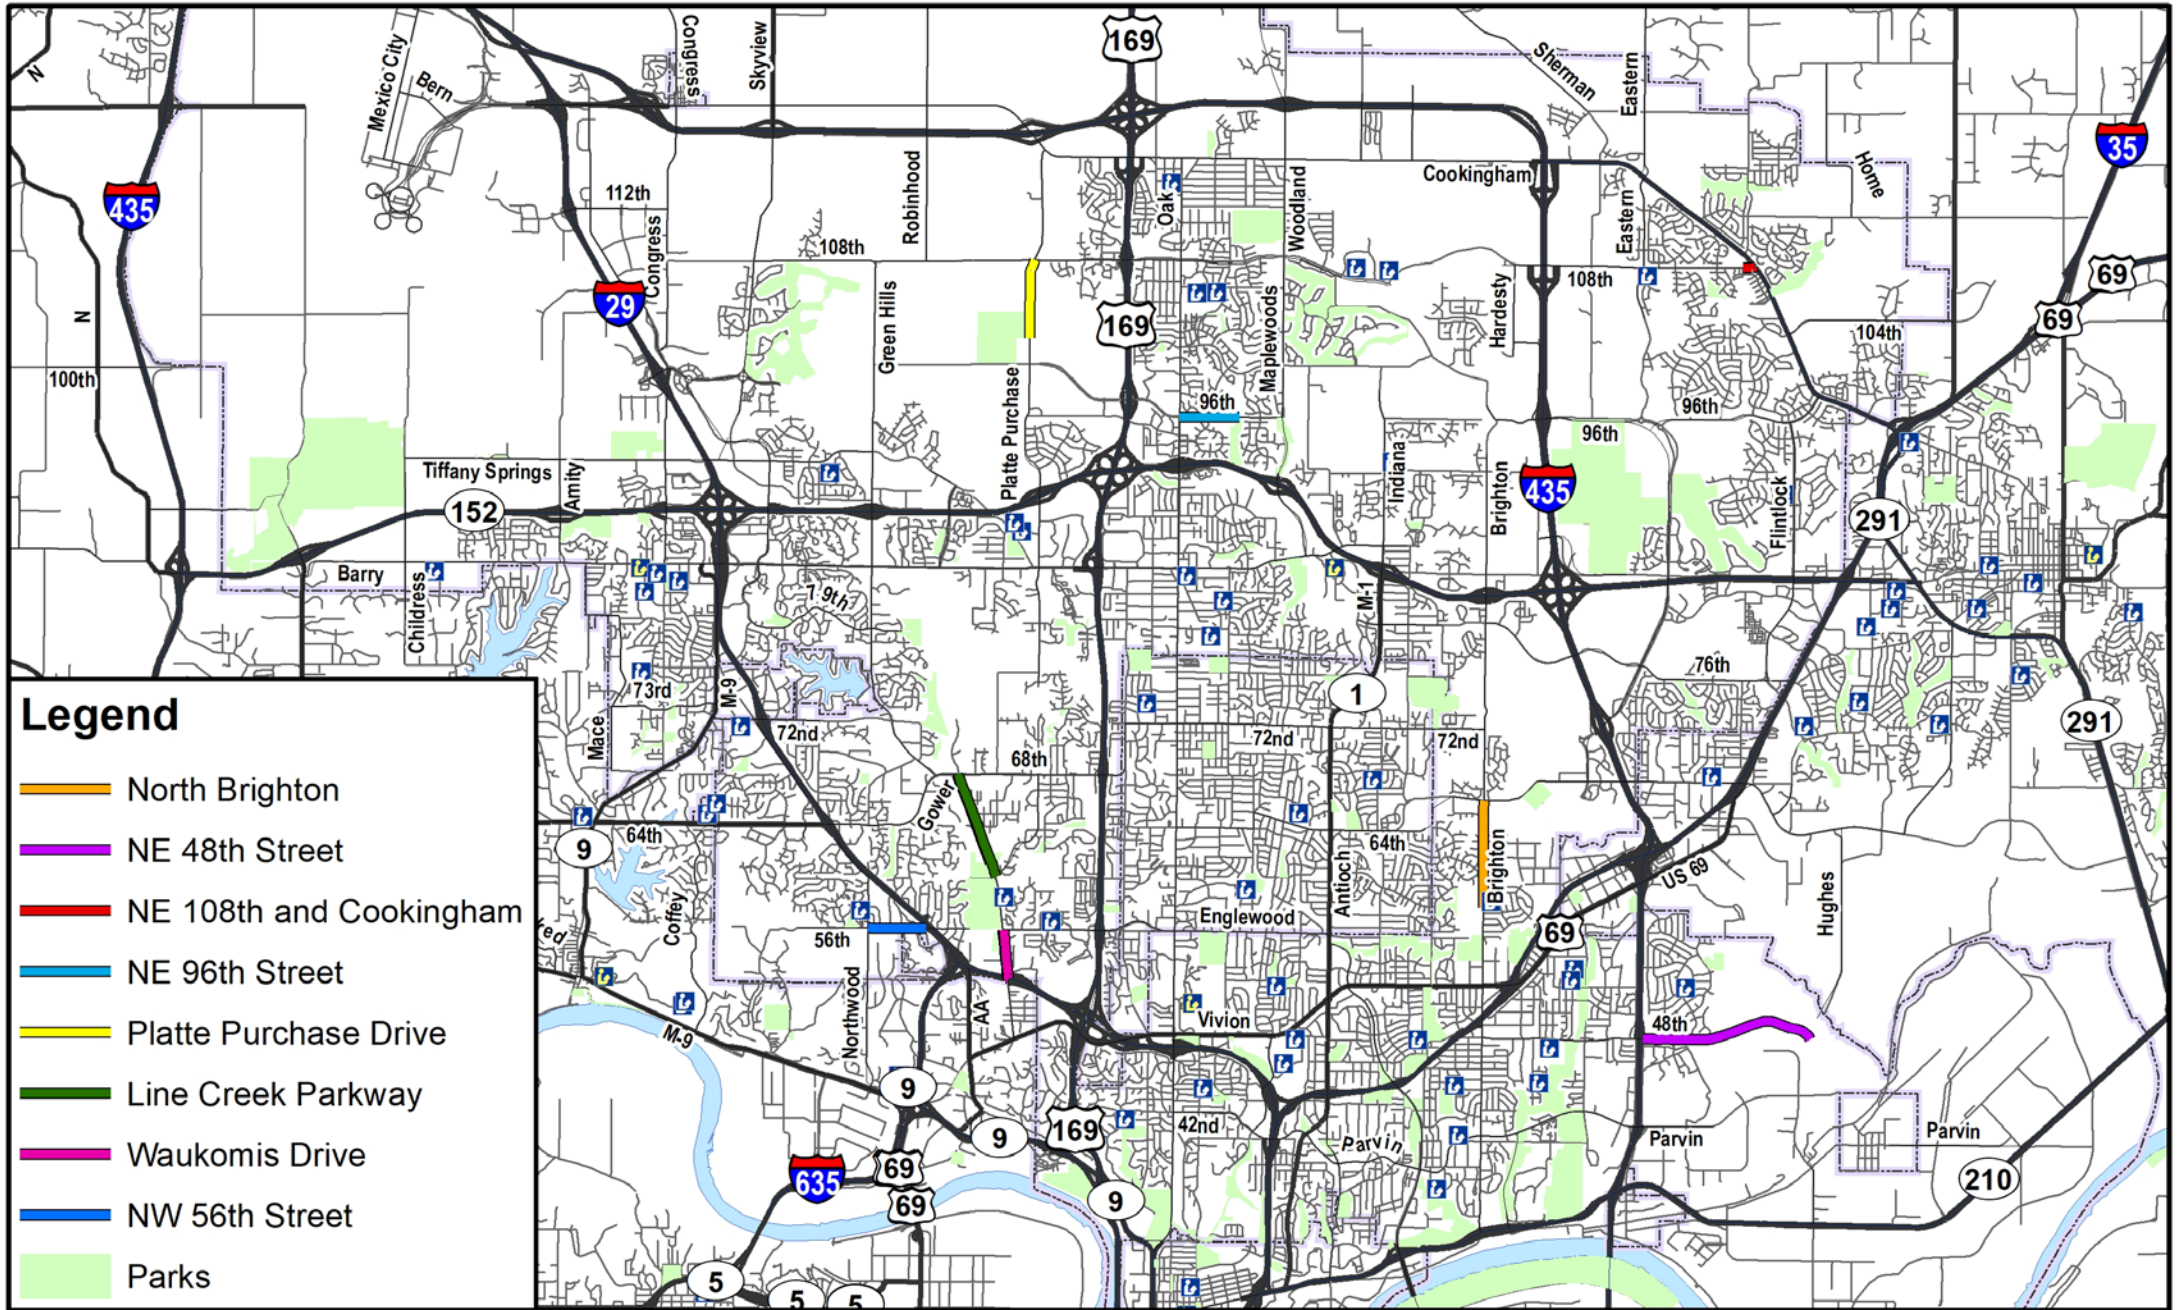 169
Congress
Skyview
Mexico City
Bern
N
Sherman
Eastern
35
435
112th
Robinhood
Oak
Woodland
Cookingham
Home
Congress
108th
Eastern
29
N
Green Hills
169
Maplewoods
Hardesty
108th
69
69
104th
100th
Platte Purchase
96th
96th
96th
Tiffany Springs
Amity
152
Indiana
Brighton
435
Flintlock
291
Barry
Childress
79th
M-1
76th
73rd
M-9
1
291
Mace
72nd
72nd
72nd
68th
Gower
64th
9
64th
Antioch
Brighton
US 69
Hughes
Coffey
56th
Englewood
69
red
Northwood
AA
Vivion
48th
M-9
9
9
169
42nd
Parvin
Parvin
Parvin
635
69
69
9
210
5
5
5
Legend
North Brighton
NE 48th Street
NE 108th and Cookingham
NE 96th Street
Platte Purchase Drive
Line Creek Parkway
Waukomis Drive
NW 56th Street
Parks